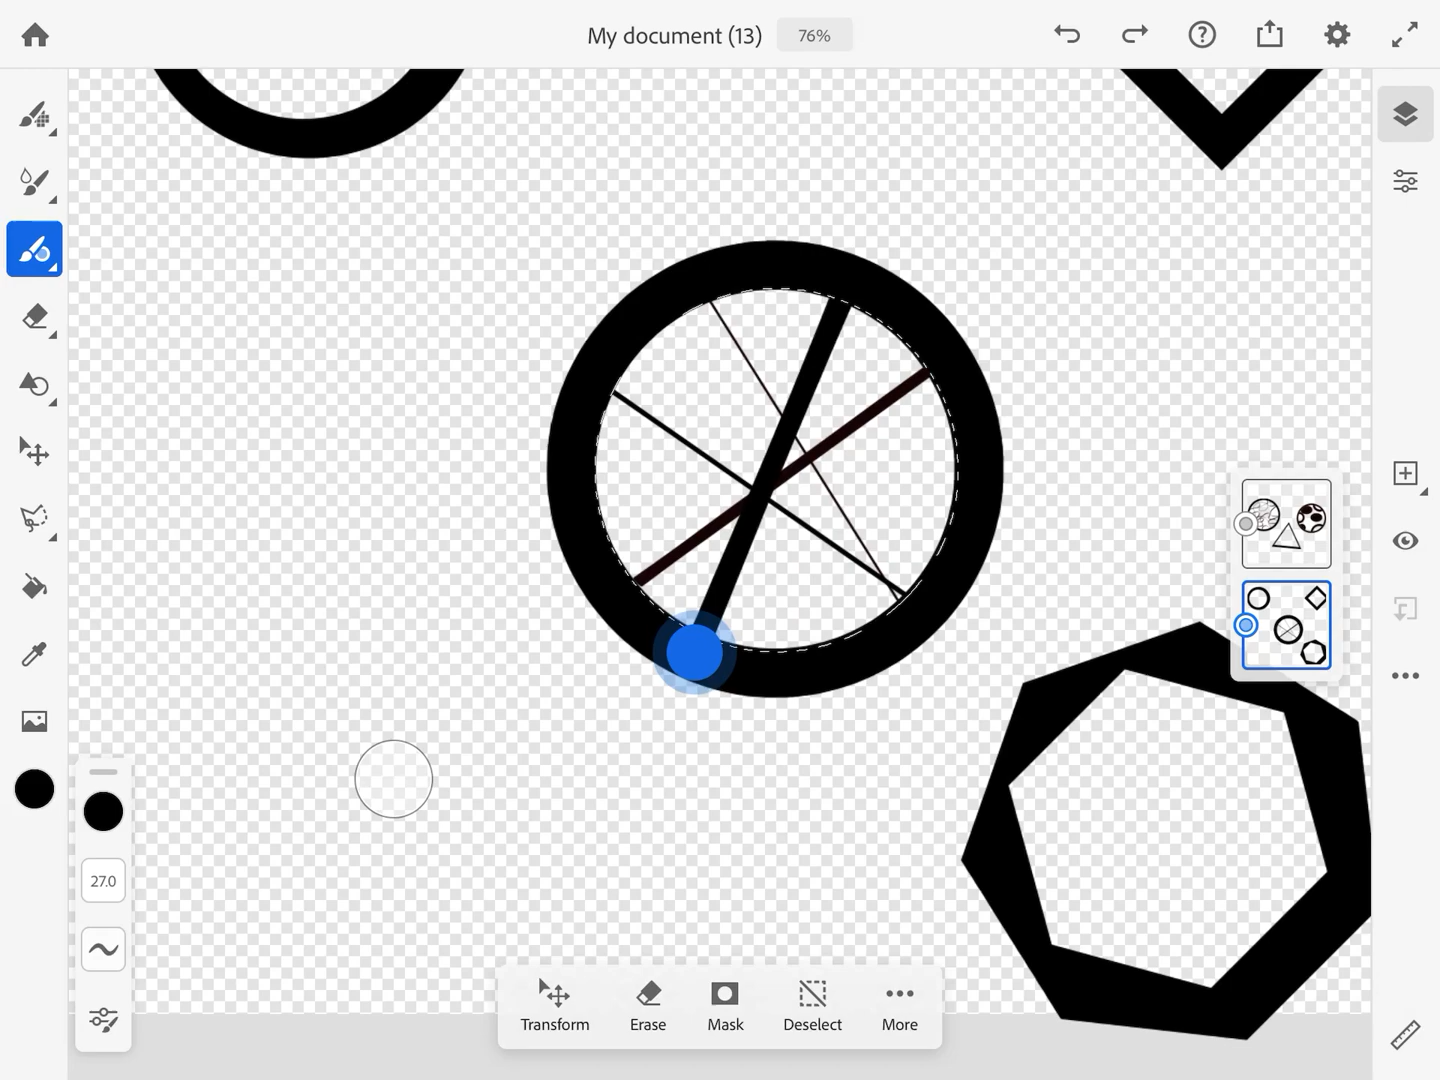 My document (13)
76%
27.0
Transform
Erase
Mask
Deselect
More